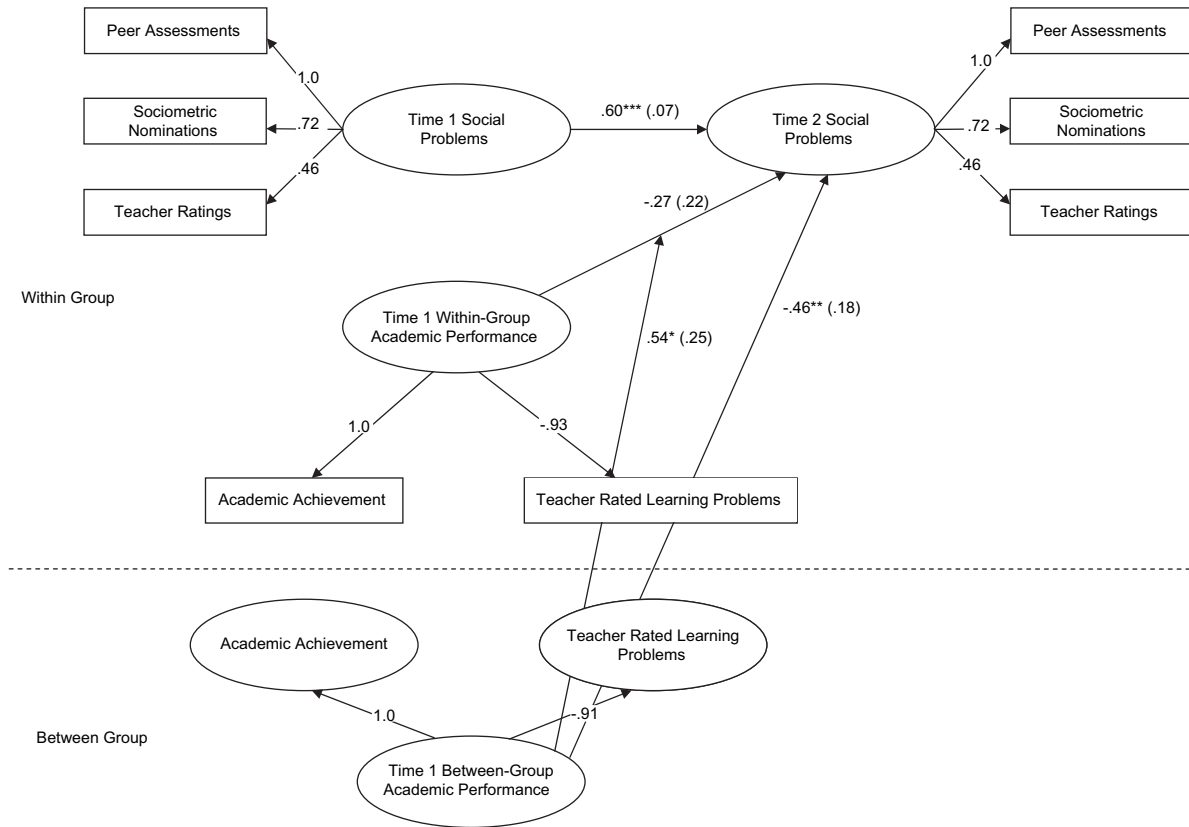 Peer Assessments
Peer Assessments
1.0
1.0
Sociometric
Nominations
.72
Time 1 Social
Problems
.60*** (.07)
Time 2 Social
Problems
.72
Sociometric
Nominations
.46
.46
Teacher Ratings
Teacher Ratings
-.27 (.22)
Within Group
Time 1 Within-Group
Academic Performance
-.46** (.18)
.54* (.25)
1.0
-.93
Academic Achievement
Teacher Rated Learning Problems
Academic Achievement
Teacher Rated Learning
Problems
1.0
-.91
Between Group
Time 1 Between-Group
Academic Performance